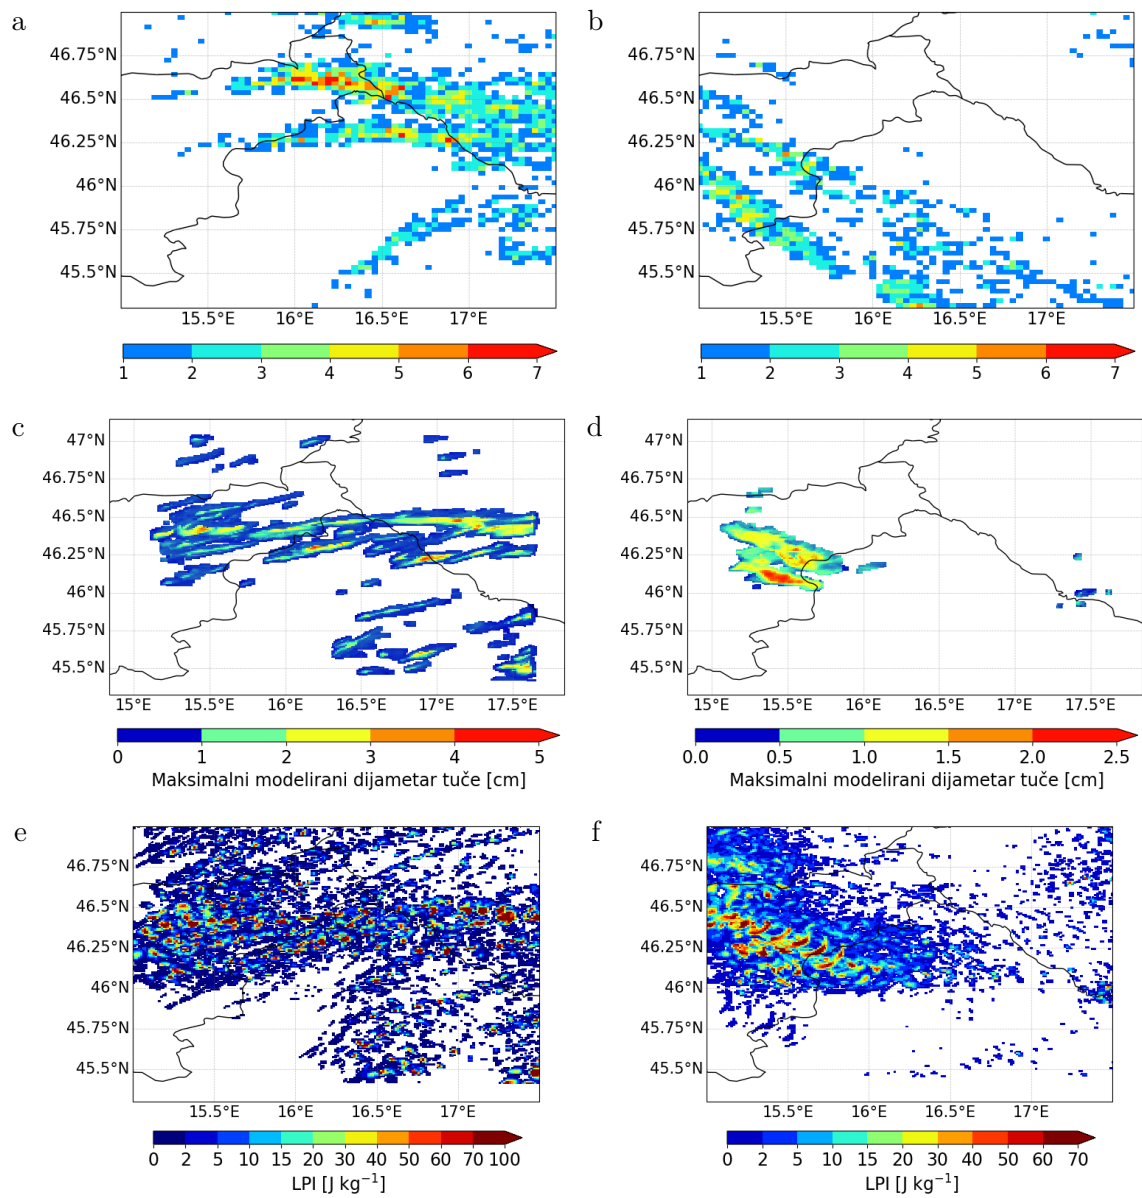 a
b
46.75°N
46.5°N
46.25°N
46°N
45.75°N
45.5°N
15.5°E 16°E 16.5°E 17°E
1 2 3 4 5 6 7
46.75°N
46.5°N
46.25°N
46°N
45.75°N
45.5°N
15.5°E 16°E 16.5°E 17°E
1 2 3 4 5 6 7
c
d
47°N
46.75°N
46.5°N
46.25°N
46°N
45.75°N
45.5°N
15°E 15.5°E 16°E 16.5°E 17°E 17.5°E
0 1 2 3 4 5
Maksimalni modelirani dijametar tuče [cm]
47°N
46.75°N
46.5°N
46.25°N
46°N
45.75°N
45.5°N
15°E 15.5°E 16°E 16.5°E 17°E 17.5°E
0.0 0.5 1.0 1.5 2.0 2.5
Maksimalni modelirani dijametar tuče [cm]
e
f
46.75°N
46.5°N
46.25°N
46°N
45.75°N
45.5°N
15.5°E 16°E 16.5°E 17°E
0 2 5 10 15 20 30 40 50 60 70 100
LPI [J kg⁻¹]
46.75°N
46.5°N
46.25°N
46°N
45.75°N
45.5°N
15.5°E 16°E 16.5°E 17°E
0 2 5 10 15 20 30 40 50 60 70
LPI [J kg⁻¹]